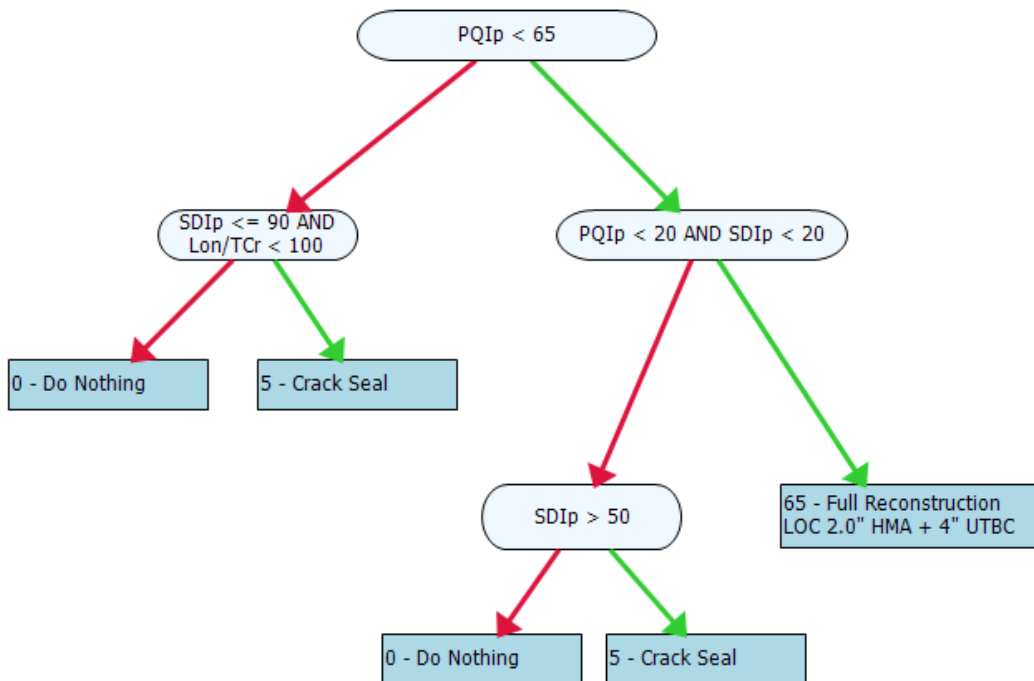 PQIp < 65
SDIp <= 90 AND
Lon/TCr < 100
PQIp < 20 AND SDIp < 20
0 - Do Nothing
5 - Crack Seal
SDIp > 50
65 - Full Reconstruction
LOC 2.0" HMA + 4" UTBC
0 - Do Nothing
5 - Crack Seal